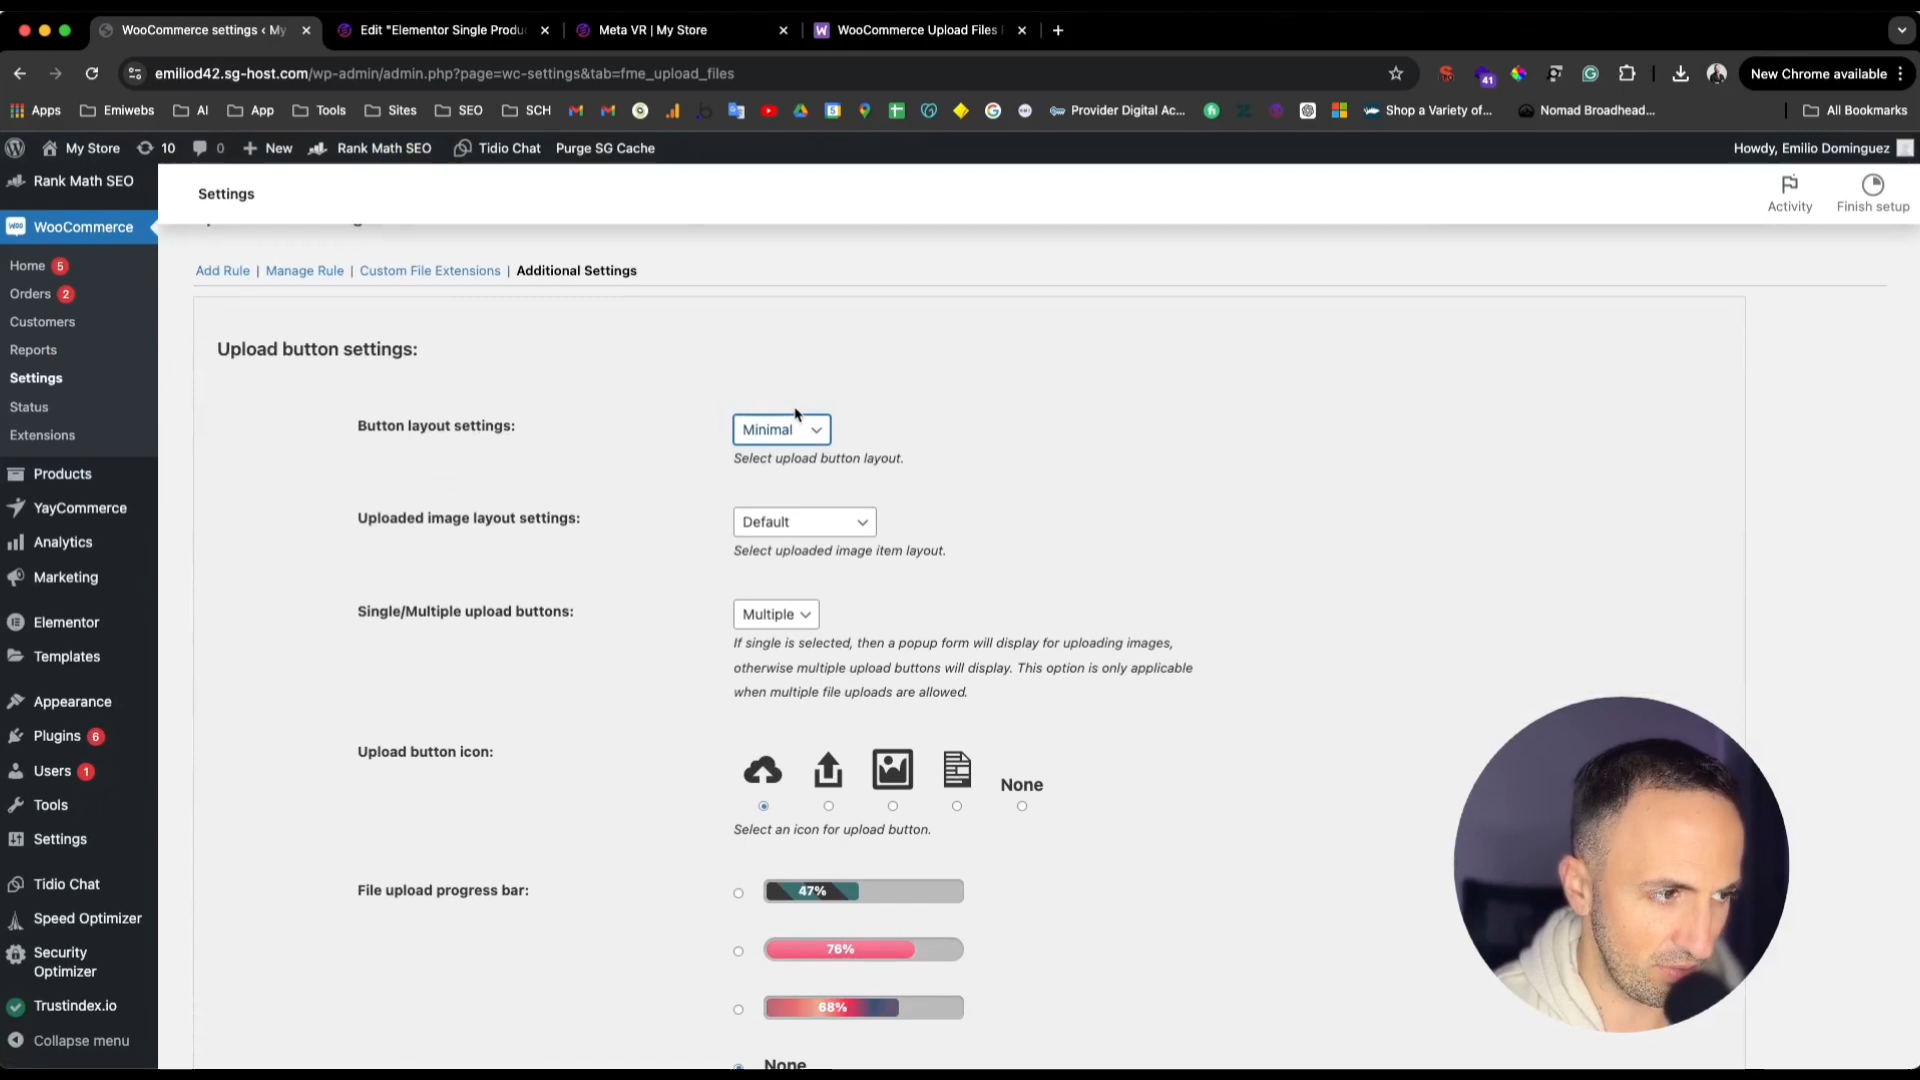 WooCommerce settings ‹ My
Edit "Elementor Single Produ
Meta VR | My Store
WooCommerce Upload Files
emiliod42.sg-host.com/wp-admin/admin.php?page=wc-settings&tab=fme_upload_files
41
New Chrome available
Apps
Emiwebs
AI
App
Tools
Sites
SEO
SCH
Provider Digital Ac...
Shop a Variety of...
Nomad Broadhead...
All Bookmarks
My Store
10
0
New
Rank Math SEO
Tidio Chat
Purge SG Cache
Howdy, Emilio Dominguez
Rank Math SEO
WooCommerce
Home 5
Orders 2
Customers
Reports
Settings
Status
Extensions
Products
YayCommerce
Analytics
Marketing
Elementor
Templates
Appearance
Plugins 6
Users 1
Tools
Settings
Tidio Chat
Speed Optimizer
Security
Optimizer
Trustindex.io
Collapse menu
Settings
Activity
Finish setup
Add Rule | Manage Rule | Custom File Extensions | Additional Settings
Upload button settings:
Button layout settings:
Minimal
Select upload button layout.
Uploaded image layout settings:
Default
Select uploaded image item layout.
Single/Multiple upload buttons:
Multiple
If single is selected, then a popup form will display for uploading images,
otherwise multiple upload buttons will display. This option is only applicable
when multiple file uploads are allowed.
Upload button icon:
None
Select an icon for upload button.
File upload progress bar:
47%
76%
68%
None